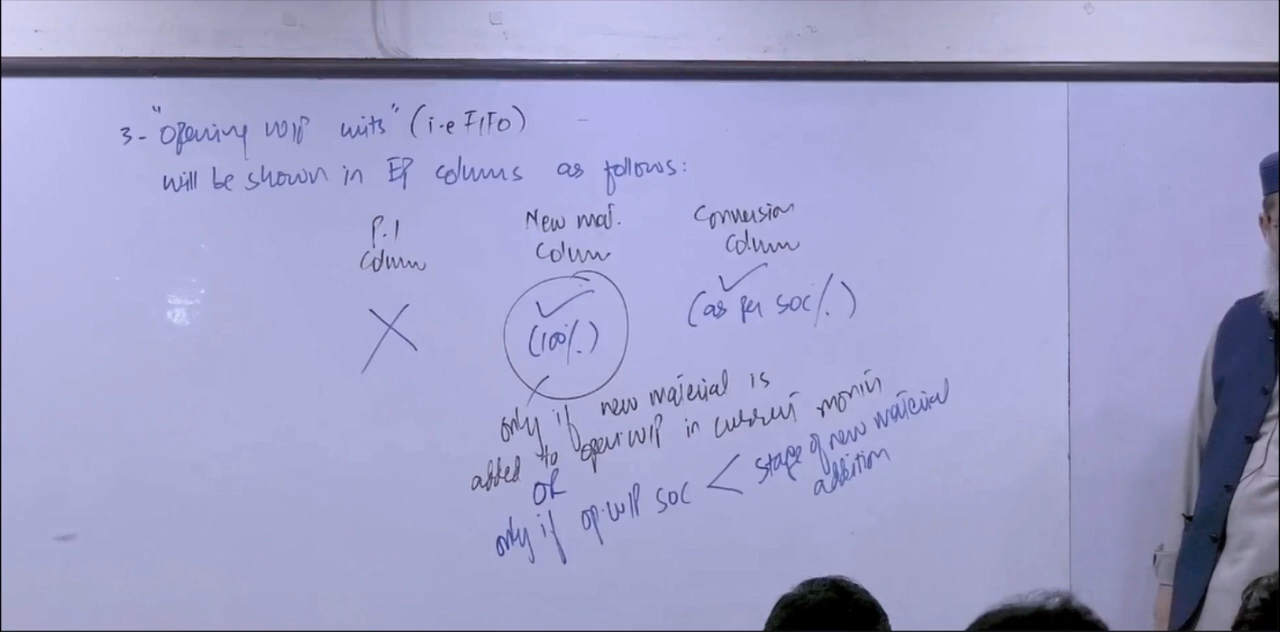 3- "opening WIP units" (i.e FIFO)
will be shown in EP columns as follows:
P.1 Column
New mat. Column
Conversion Column
(100%)
(as per SOC%)
only if new material is
added to open WIP in current month
OR
only if op.WIP SOC < stage of new material addition